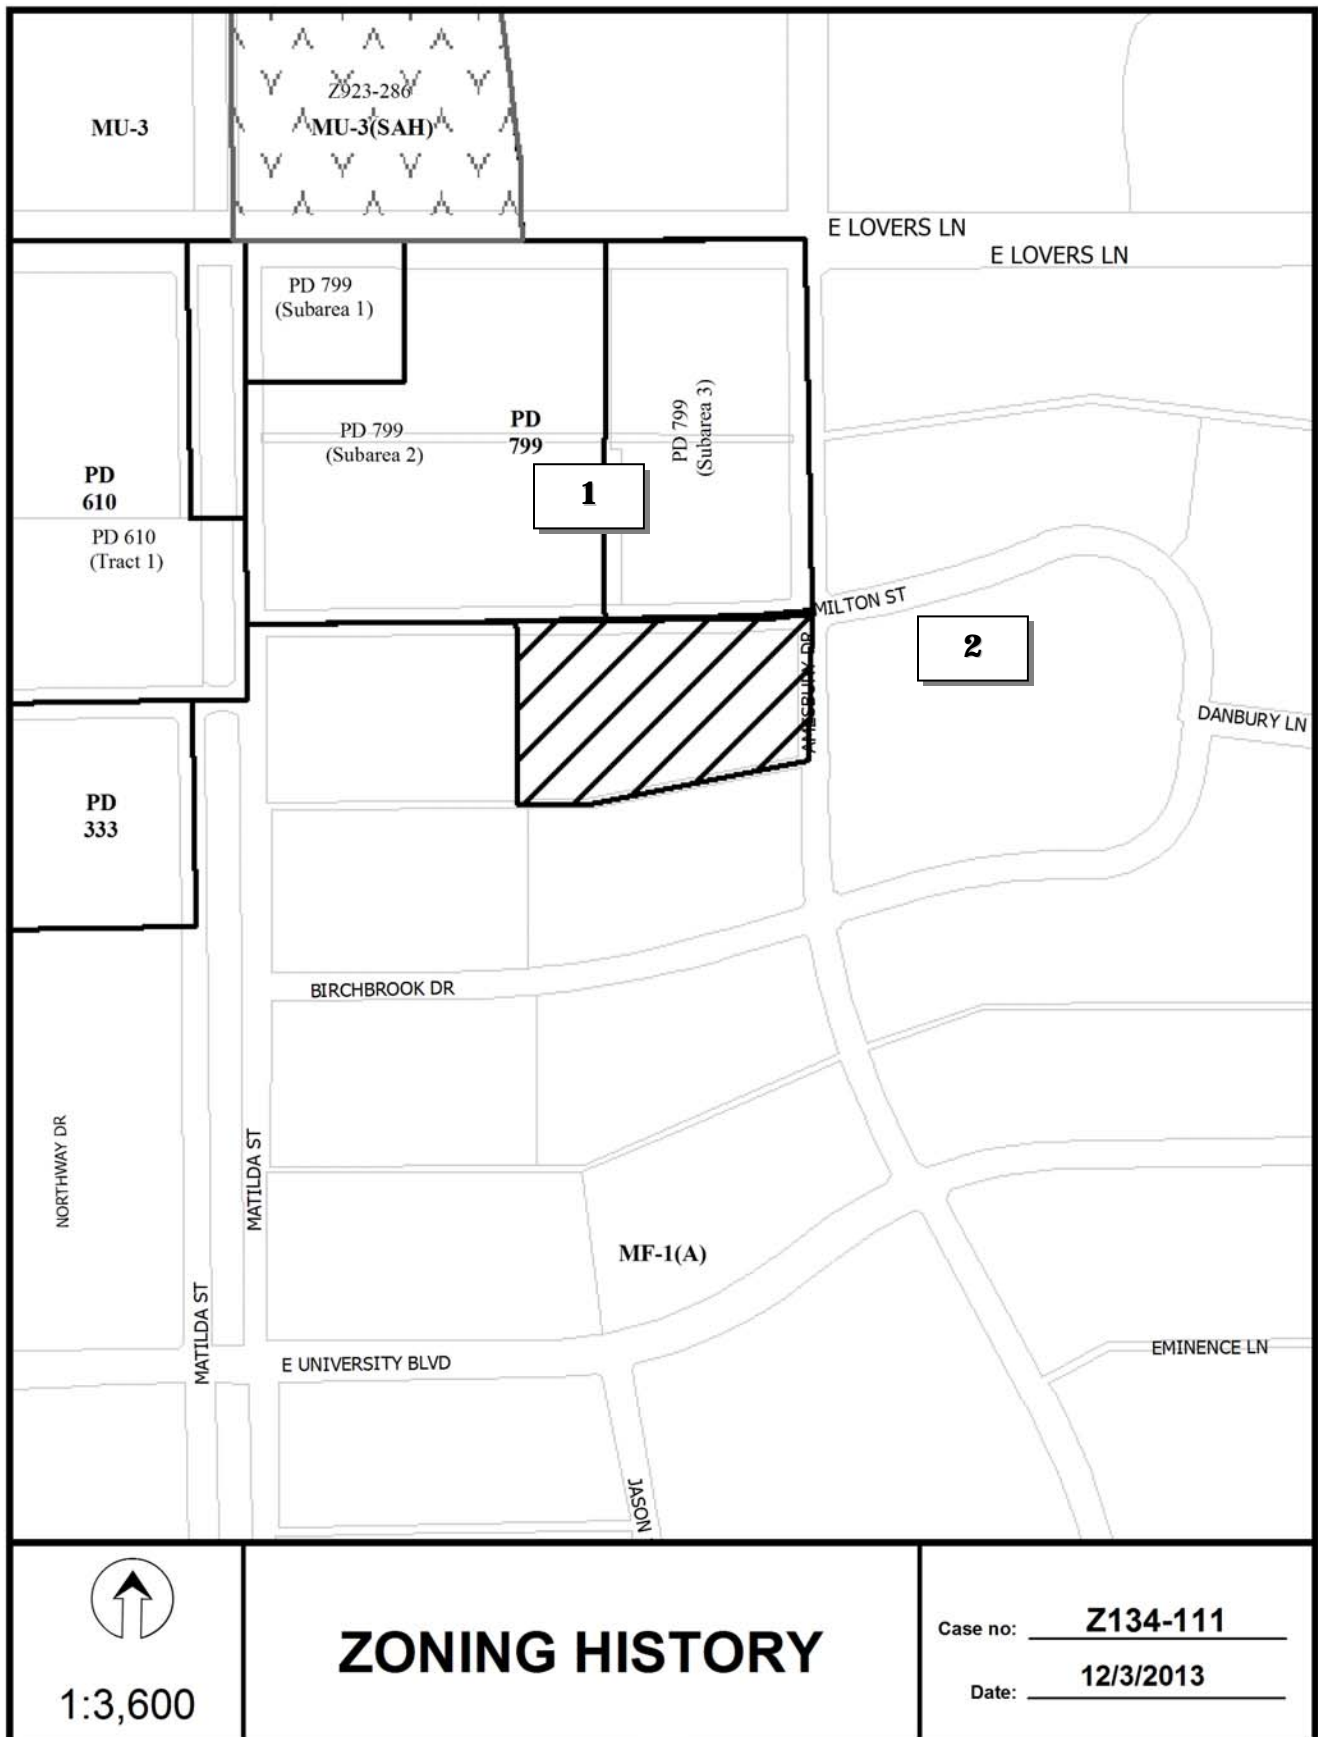 Z923-286
MU-3
MU-3(SAH)
E LOVERS LN
E LOVERS LN
PD 799
(Subarea 1)
PD 799
(Subarea 2)
PD
799
PD 799
(Subarea 3)
PD
610
PD 610
(Tract 1)
1
MILTON ST
2
AMESBURY DR
DANBURY LN
PD
333
BIRCHBROOK DR
NORTHWAY DR
MATILDA ST
MF-1(A)
MATILDA ST
E UNIVERSITY BLVD
EMINENCE LN
JASON
1:3,600
ZONING HISTORY
Case no: Z134-111
Date: 12/3/2013